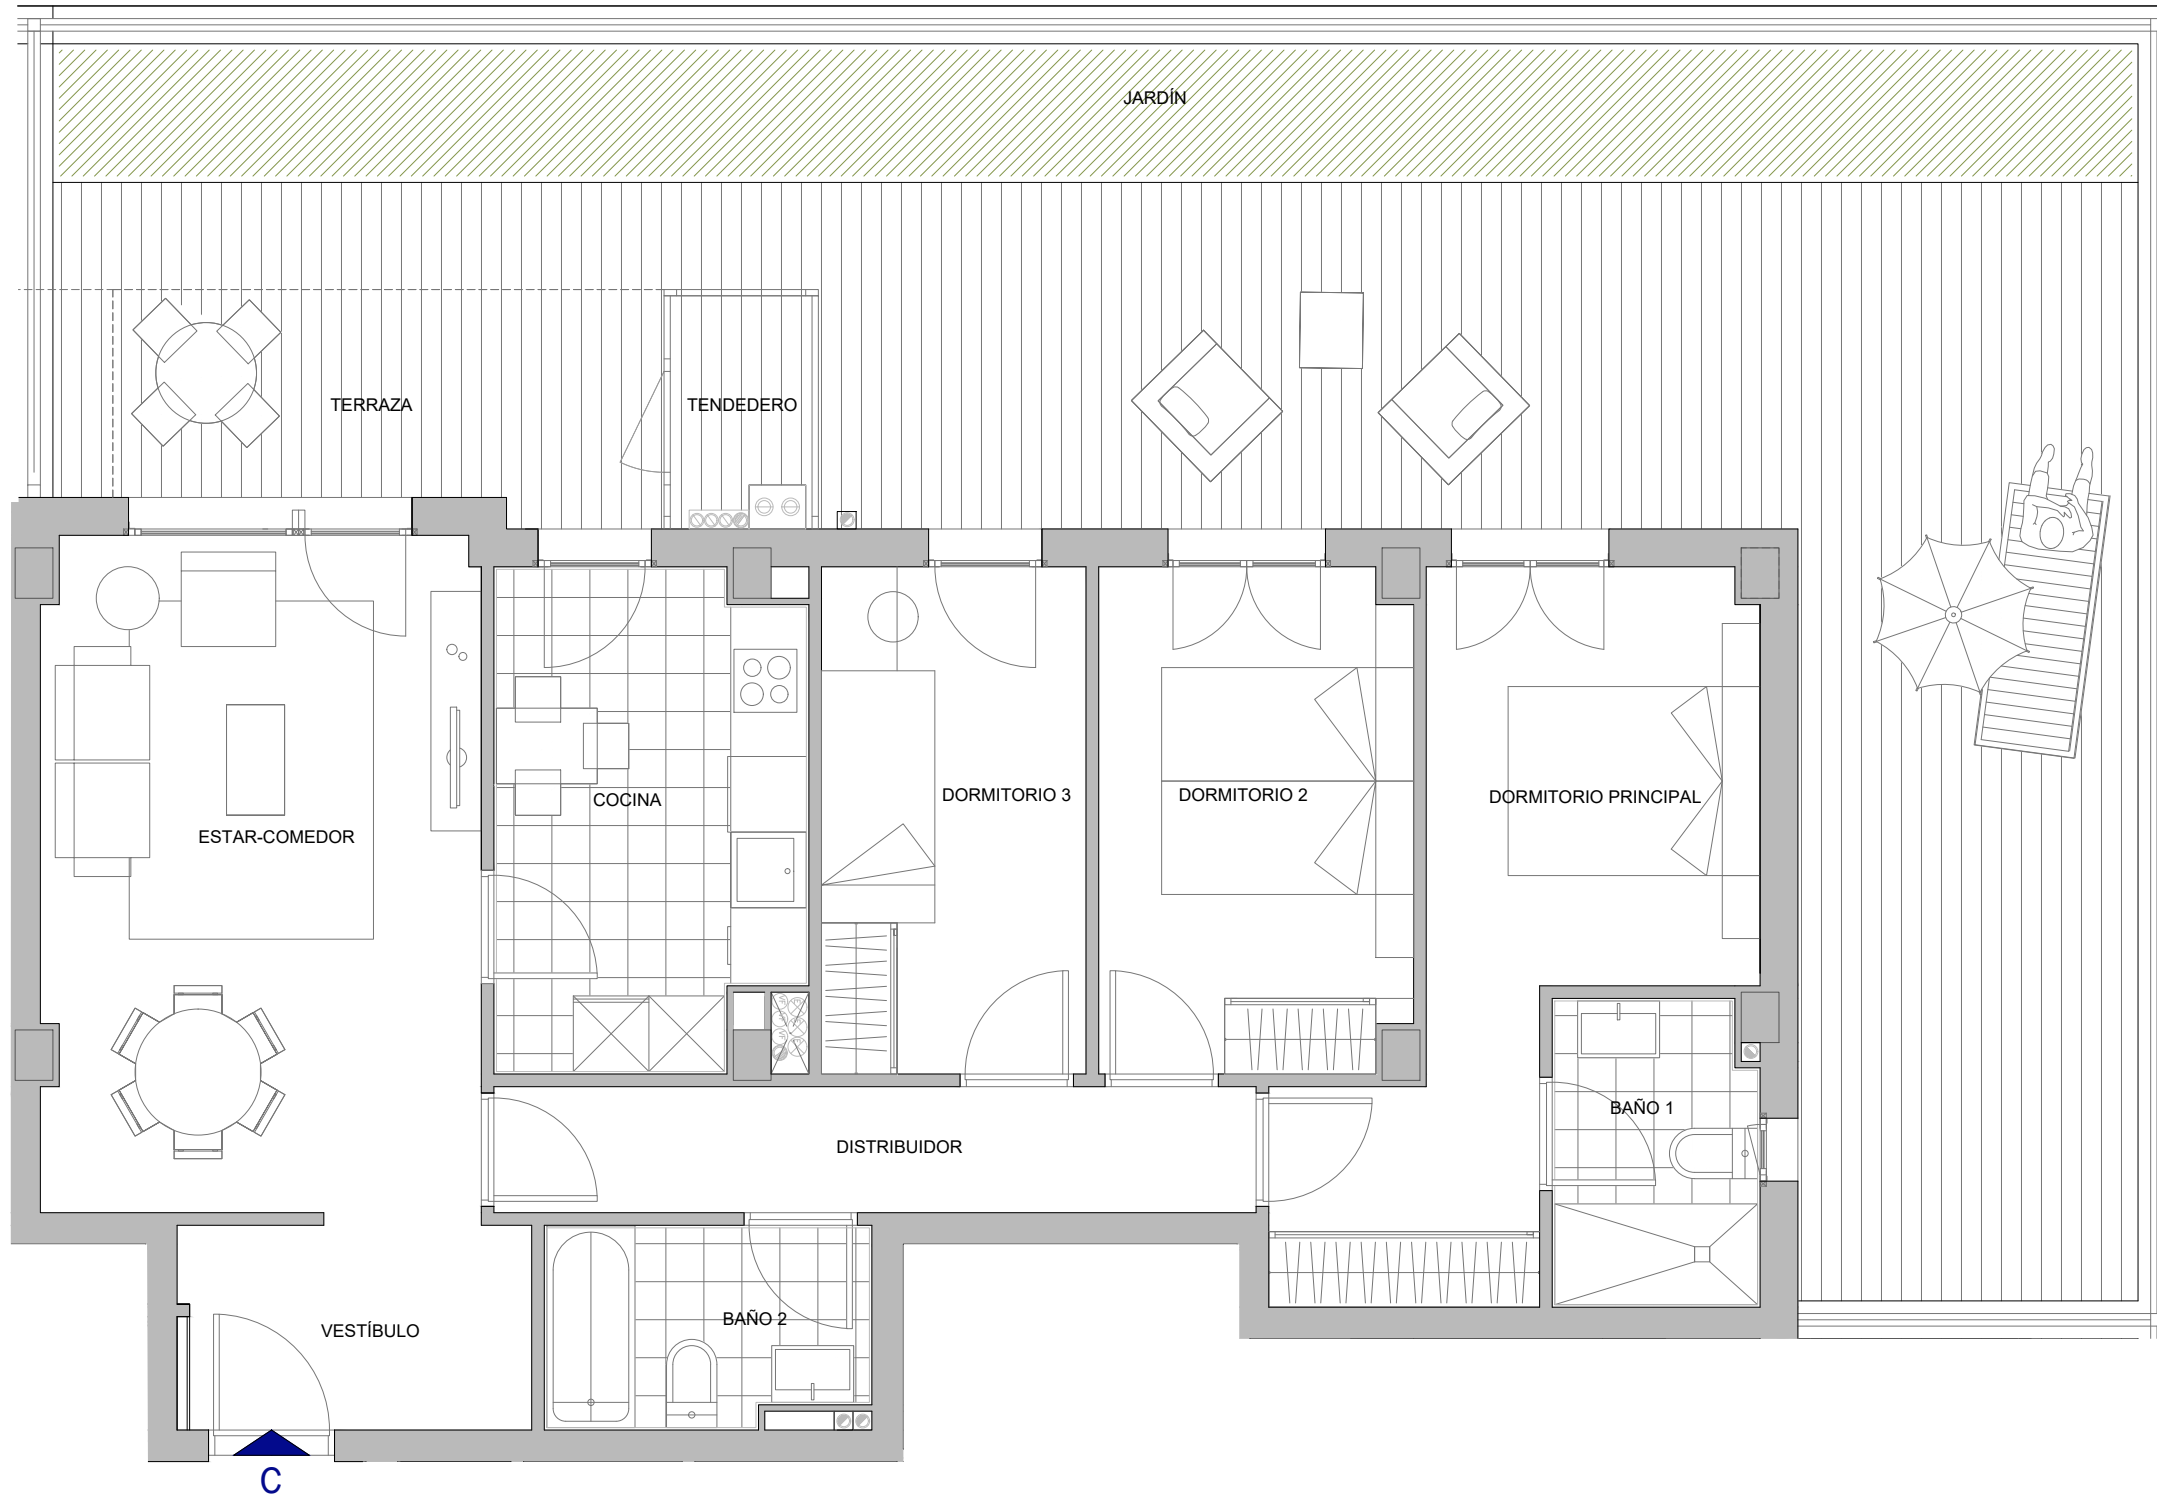 JARDÍN
TERRAZA
TENDEDERO
COCINA
DORMITORIO 3
DORMITORIO 2
DORMITORIO PRINCIPAL
ESTAR-COMEDOR
BAÑO 1
DISTRIBUIDOR
BAÑO 2
VESTÍBULO
C